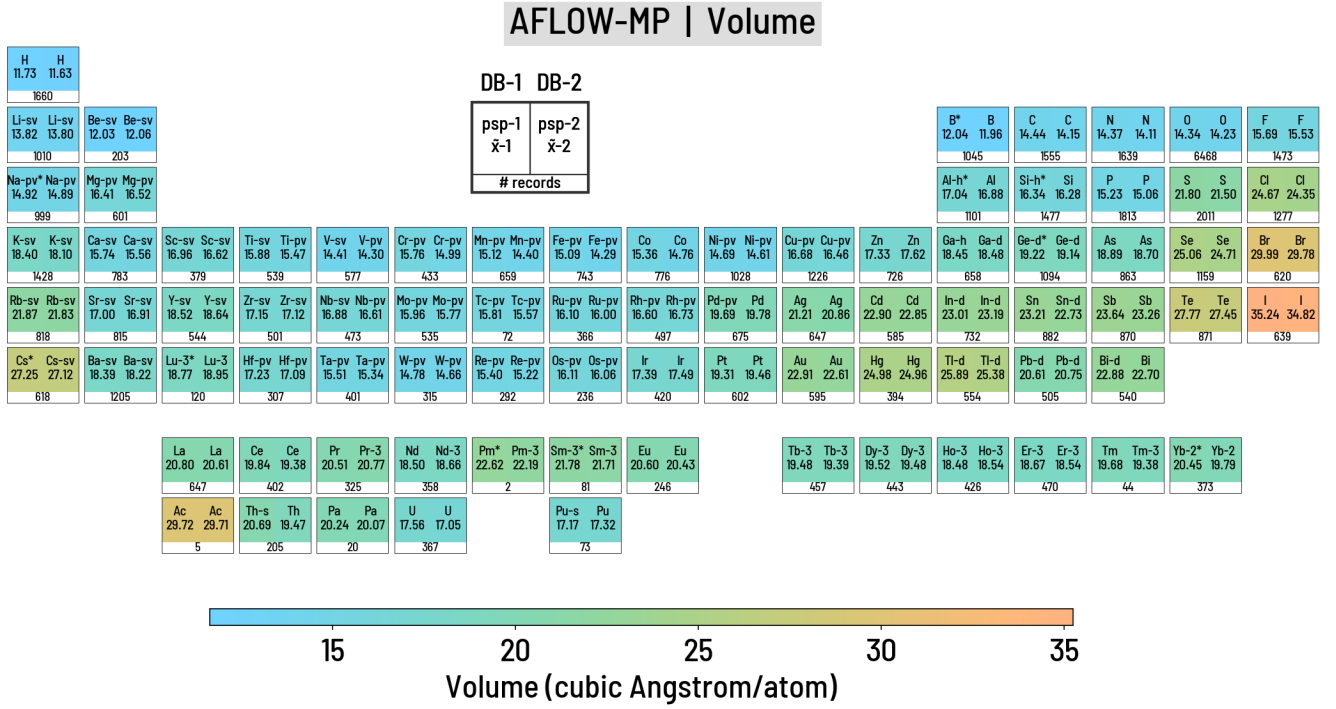 AFLOW-MP | Volume
H H
11.73 11.63
1660
DB-1 DB-2
psp-1 psp-2
x̃-1 x̃-2
# records
Li-sv Li-sv Be-sv Be-sv B* B C C N N O O F F
13.82 13.80 12.03 12.06 12.04 11.96 14.44 14.15 14.37 14.11 14.34 14.23 15.69 15.53
1010 203 1045 1555 1639 6468 1473
Na-pv* Na-pv Mg-pv Mg-pv Al-h* Al Si-h* Si P P S S Cl Cl
14.92 14.89 16.41 16.52 17.04 16.88 16.34 16.28 15.23 15.06 21.80 21.50 24.67 24.35
999 601 1101 1477 1813 2011 1277
K-sv K-sv Ca-sv Ca-sv Sc-sv Sc-sv Ti-sv Ti-pv V-sv V-pv Cr-pv Cr-pv Mn-pv Mn-pv Fe-pv Fe-pv Co Co Ni-pv Ni-pv Cu-pv Cu-pv Zn Zn Ga-h Ga-d Ge-d* Ge-d As As Se Se Br Br
18.40 18.10 15.74 15.56 16.96 16.62 15.88 15.47 14.41 14.30 15.76 14.99 15.12 14.40 15.09 14.29 15.36 14.76 14.69 14.61 16.68 16.46 17.33 17.62 18.45 18.48 19.22 19.14 18.89 18.70 25.06 24.71 29.99 29.78
1428 783 379 539 577 433 659 743 776 1028 1226 726 658 1094 863 1159 620
Rb-sv Rb-sv Sr-sv Sr-sv Y-sv Y-sv Zr-sv Zr-sv Nb-sv Nb-pv Mo-pv Mo-pv Tc-pv Tc-pv Ru-pv Ru-pv Rh-pv Rh-pv Pd-pv Pd Ag Ag Cd Cd In-d In-d Sn Sn-d Sb Sb Te Te I I
21.87 21.83 17.00 16.91 18.52 18.64 17.15 17.12 16.88 16.61 15.96 15.77 15.81 15.57 16.10 16.00 16.60 16.73 19.69 19.78 21.21 20.86 22.90 22.85 23.01 23.19 23.21 22.73 23.64 23.26 27.77 27.45 35.24 34.82
818 815 544 501 473 535 72 366 497 675 647 585 732 882 870 871 639
Cs* Cs-sv Ba-sv Ba-sv Lu-3* Lu-3 Hf-pv Hf-pv Ta-pv Ta-pv W-pv W-pv Re-pv Re-pv Os-pv Os-pv Ir Ir Pt Pt Au Au Hg Hg Tl-d Tl-d Pb-d Pb-d Bi-d Bi
27.25 27.12 18.39 18.22 18.77 18.95 17.23 17.09 15.51 15.34 14.78 14.66 15.40 15.22 16.11 16.06 17.39 17.49 19.31 19.46 22.91 22.61 24.98 24.96 25.89 25.38 20.61 20.75 22.88 22.70
618 1205 120 307 401 315 292 236 420 602 595 394 554 505 540
La La Ce Ce Pr Pr-3 Nd Nd-3 Pm* Pm-3 Sm-3* Sm-3 Eu Eu Tb-3 Tb-3 Dy-3 Dy-3 Ho-3 Ho-3 Er-3 Er-3 Tm Tm-3 Yb-2* Yb-2
20.80 20.61 19.84 19.38 20.51 20.77 18.50 18.66 22.62 22.19 21.78 21.71 20.60 20.43 19.48 19.39 19.52 19.48 18.48 18.54 18.67 18.54 19.68 19.38 20.45 19.79
647 402 325 358 2 81 246 457 443 426 470 44 373
Ac Ac Th-s Th Pa Pa U U Pu-s Pu
29.72 29.71 20.69 19.47 20.24 20.07 17.56 17.05 17.17 17.32
5 205 20 367 73
15 20 25 30 35
Volume (cubic Angstrom/atom)